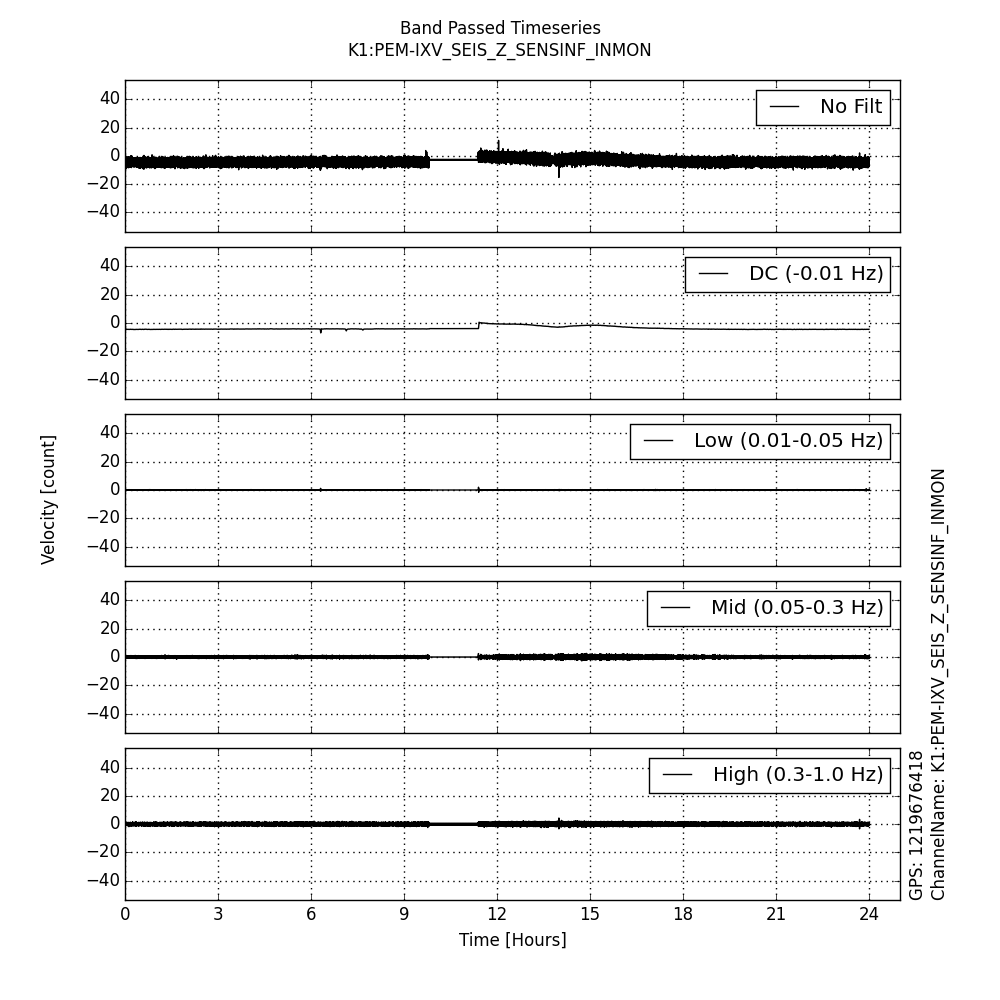 Band Passed Timeseries
K1:PEM-IXV_SEIS_Z_SENSINF_INMON
40
20
0
−20
−40
No Filt
40
20
0
−20
−40
DC (-0.01 Hz)
40
20
0
−20
−40
Low (0.01-0.05 Hz)
40
20
0
−20
−40
Mid (0.05-0.3 Hz)
40
20
0
−20
−40
High (0.3-1.0 Hz)
0 3 6 9 12 15 18 21 24
Time [Hours]
Velocity [count]
GPS: 1219676418
ChannelName: K1:PEM-IXV_SEIS_Z_SENSINF_INMON